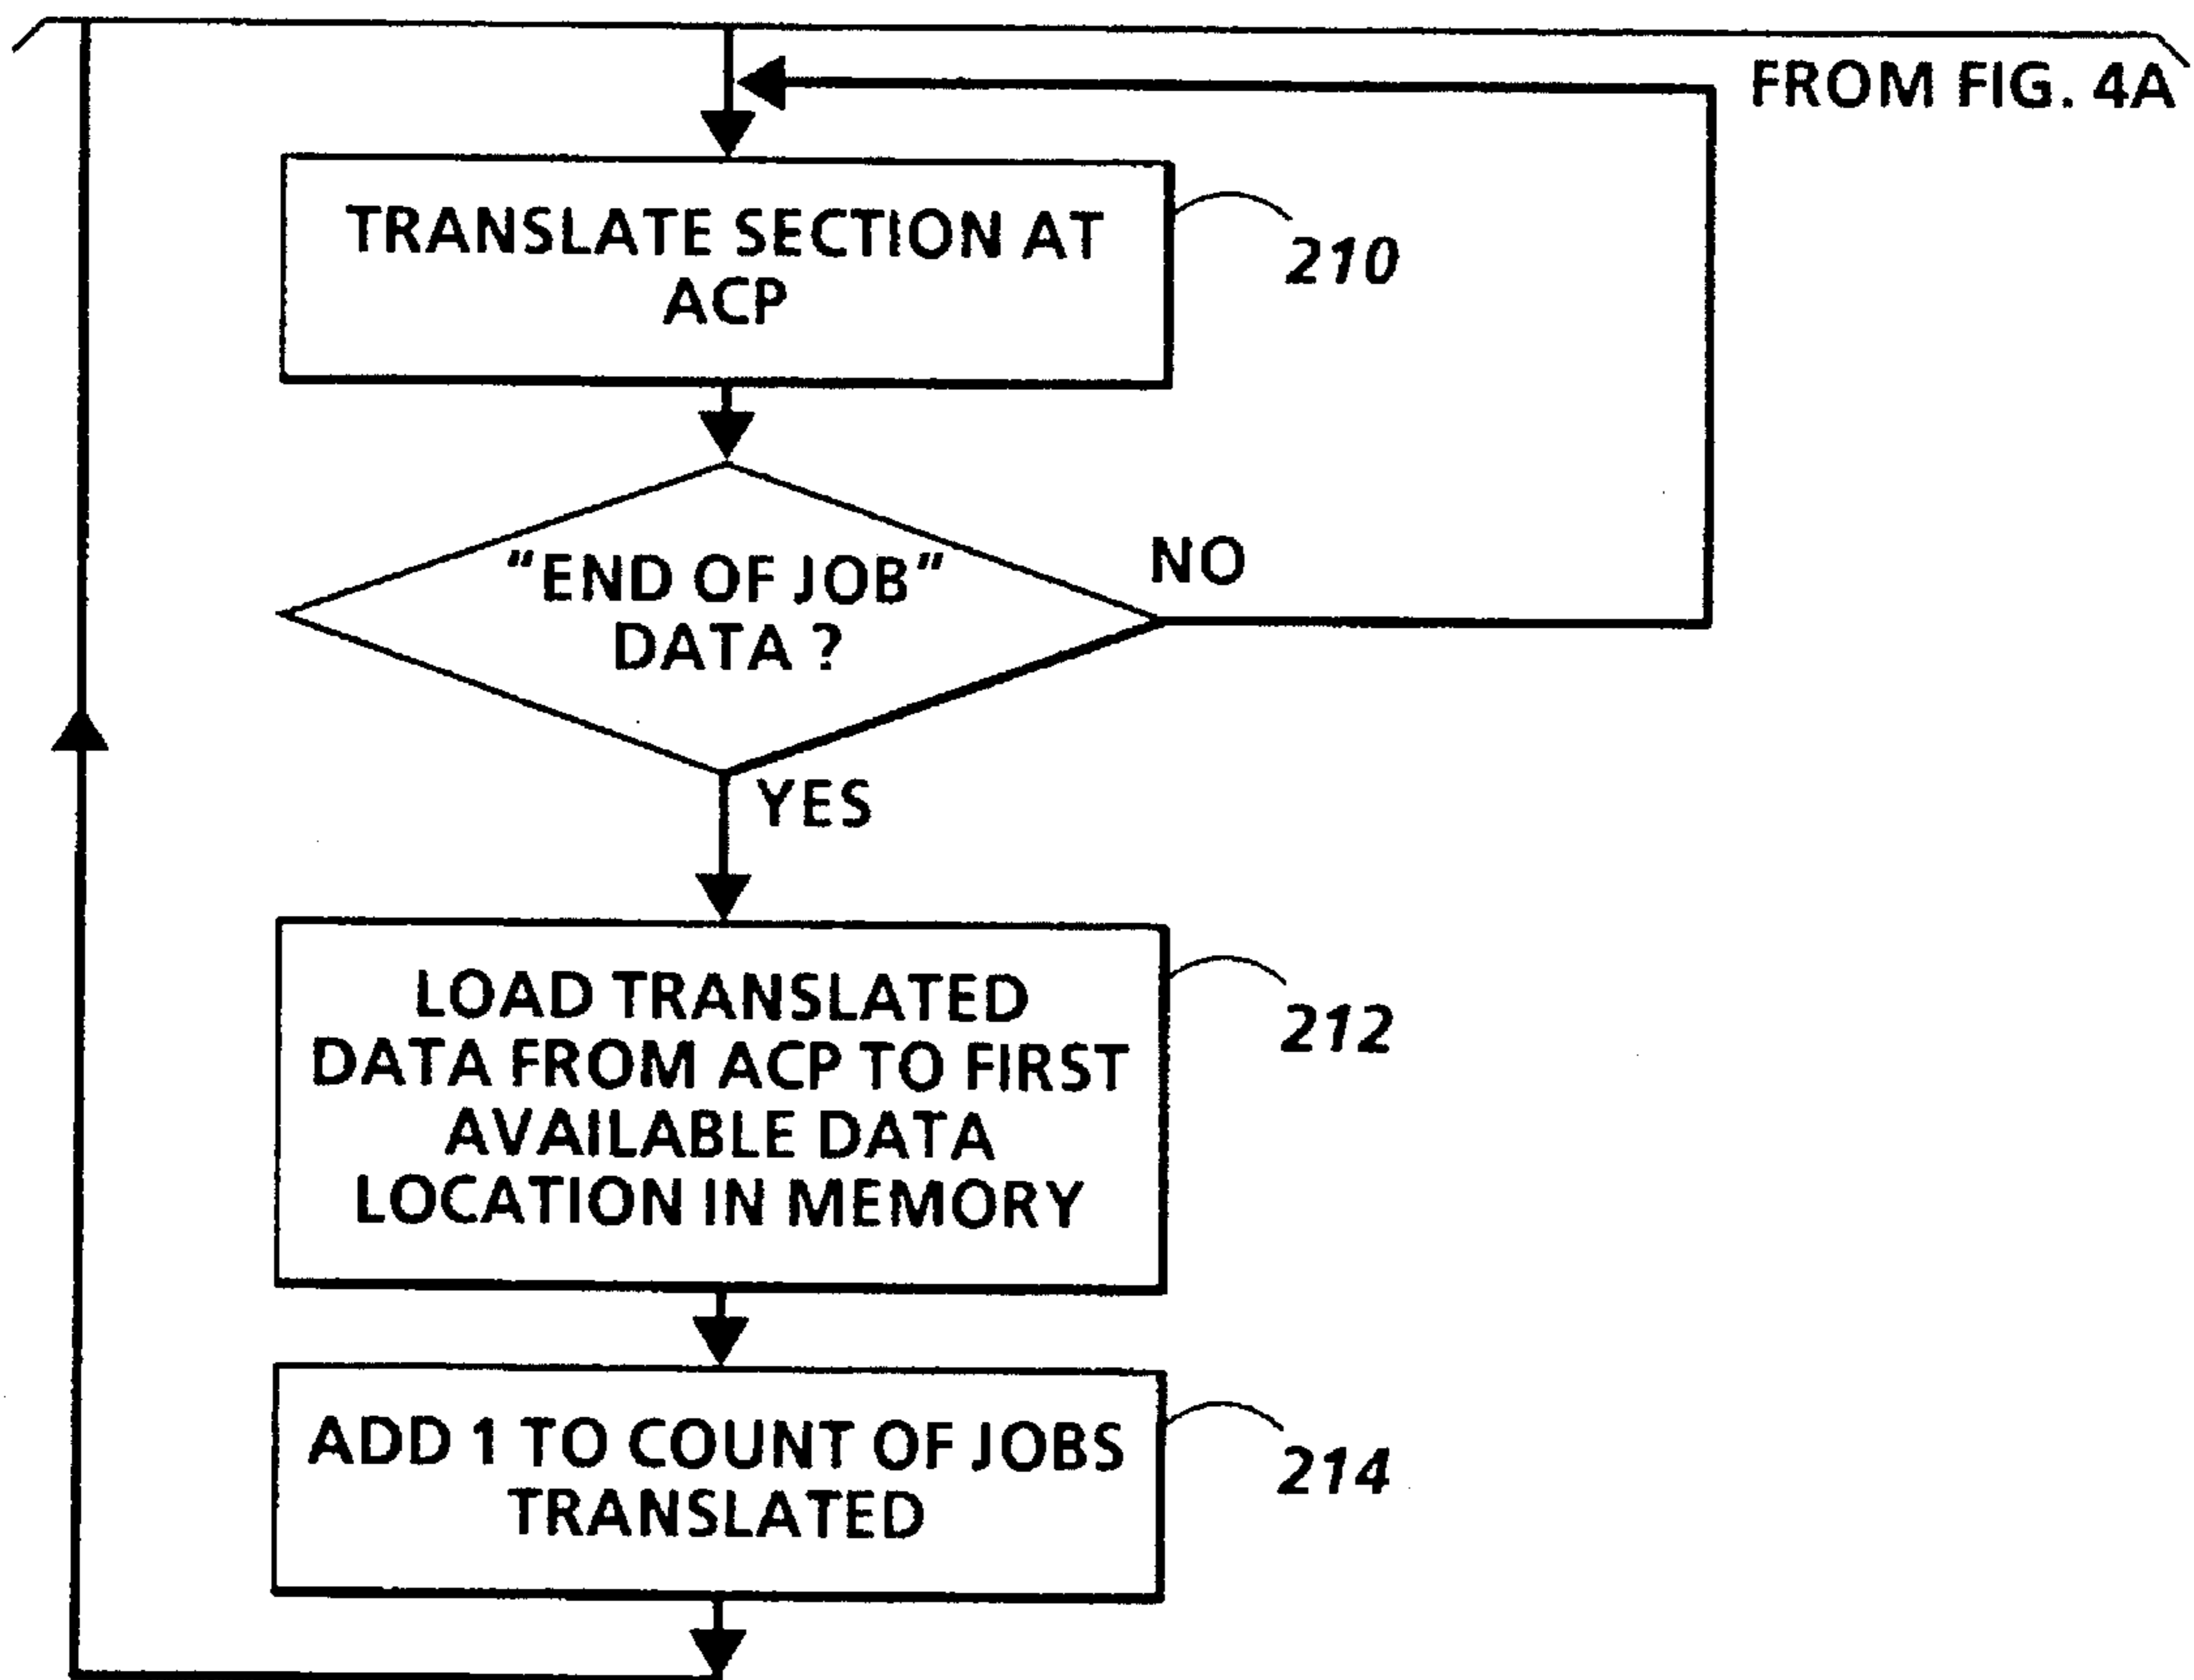 FROM FIG. 4A
TRANSLATE SECTION AT
ACP
210
"END OF JOB"
DATA ?
NO
YES
LOAD TRANSLATED
DATA FROM ACP TO FIRST
AVAILABLE DATA
LOCATION IN MEMORY
212
ADD 1 TO COUNT OF JOBS
TRANSLATED
214